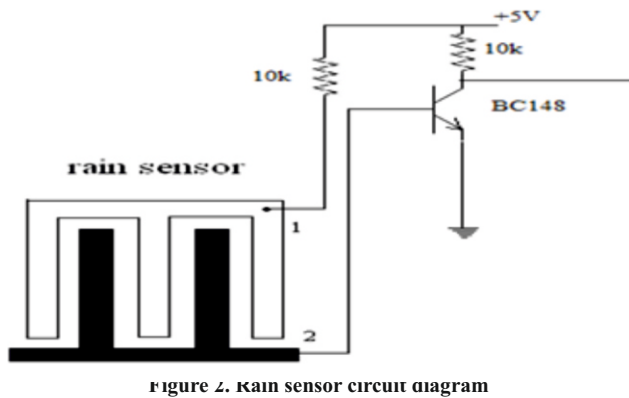 +5V
10k
10k
BC148
rain sensor
1
2
Figure 2. Rain sensor circuit diagram